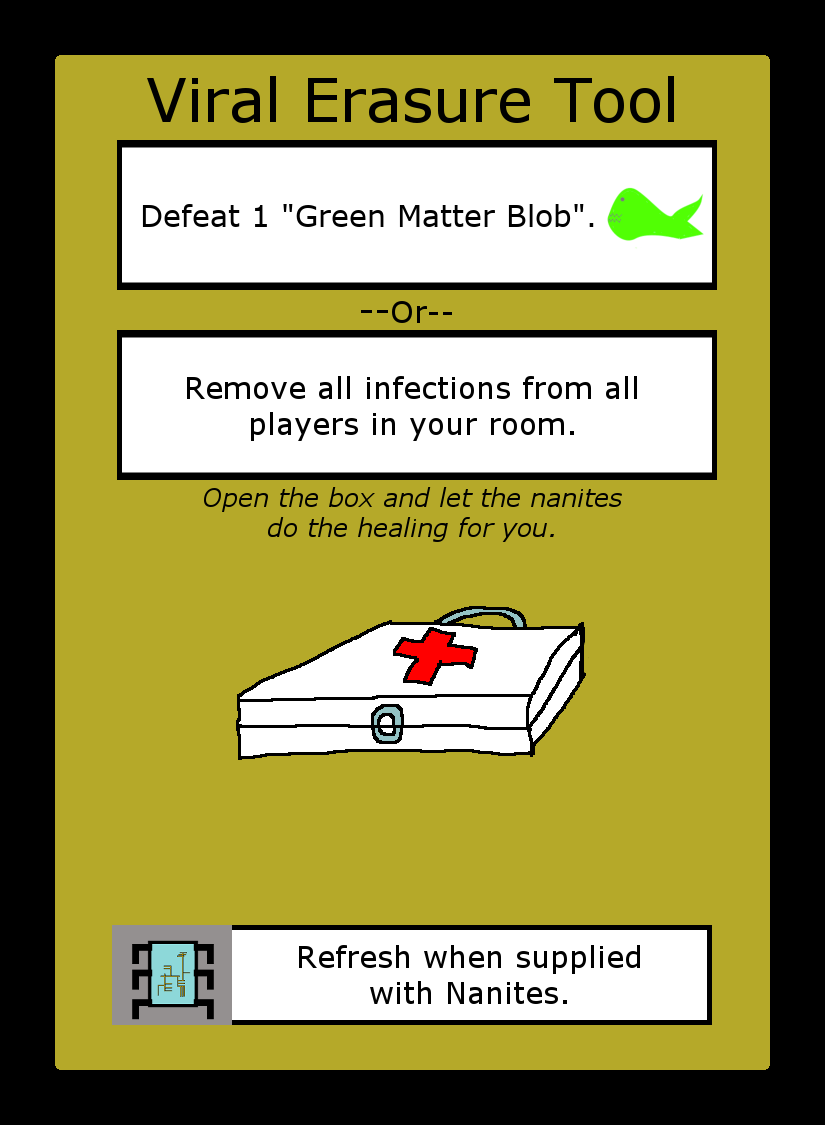 Viral Erasure Tool
Defeat 1 "Green Matter Blob".
--Or--
Remove all infections from all
players in your room.
Open the box and let the nanites
do the healing for you.
Refresh when supplied
with Nanites.